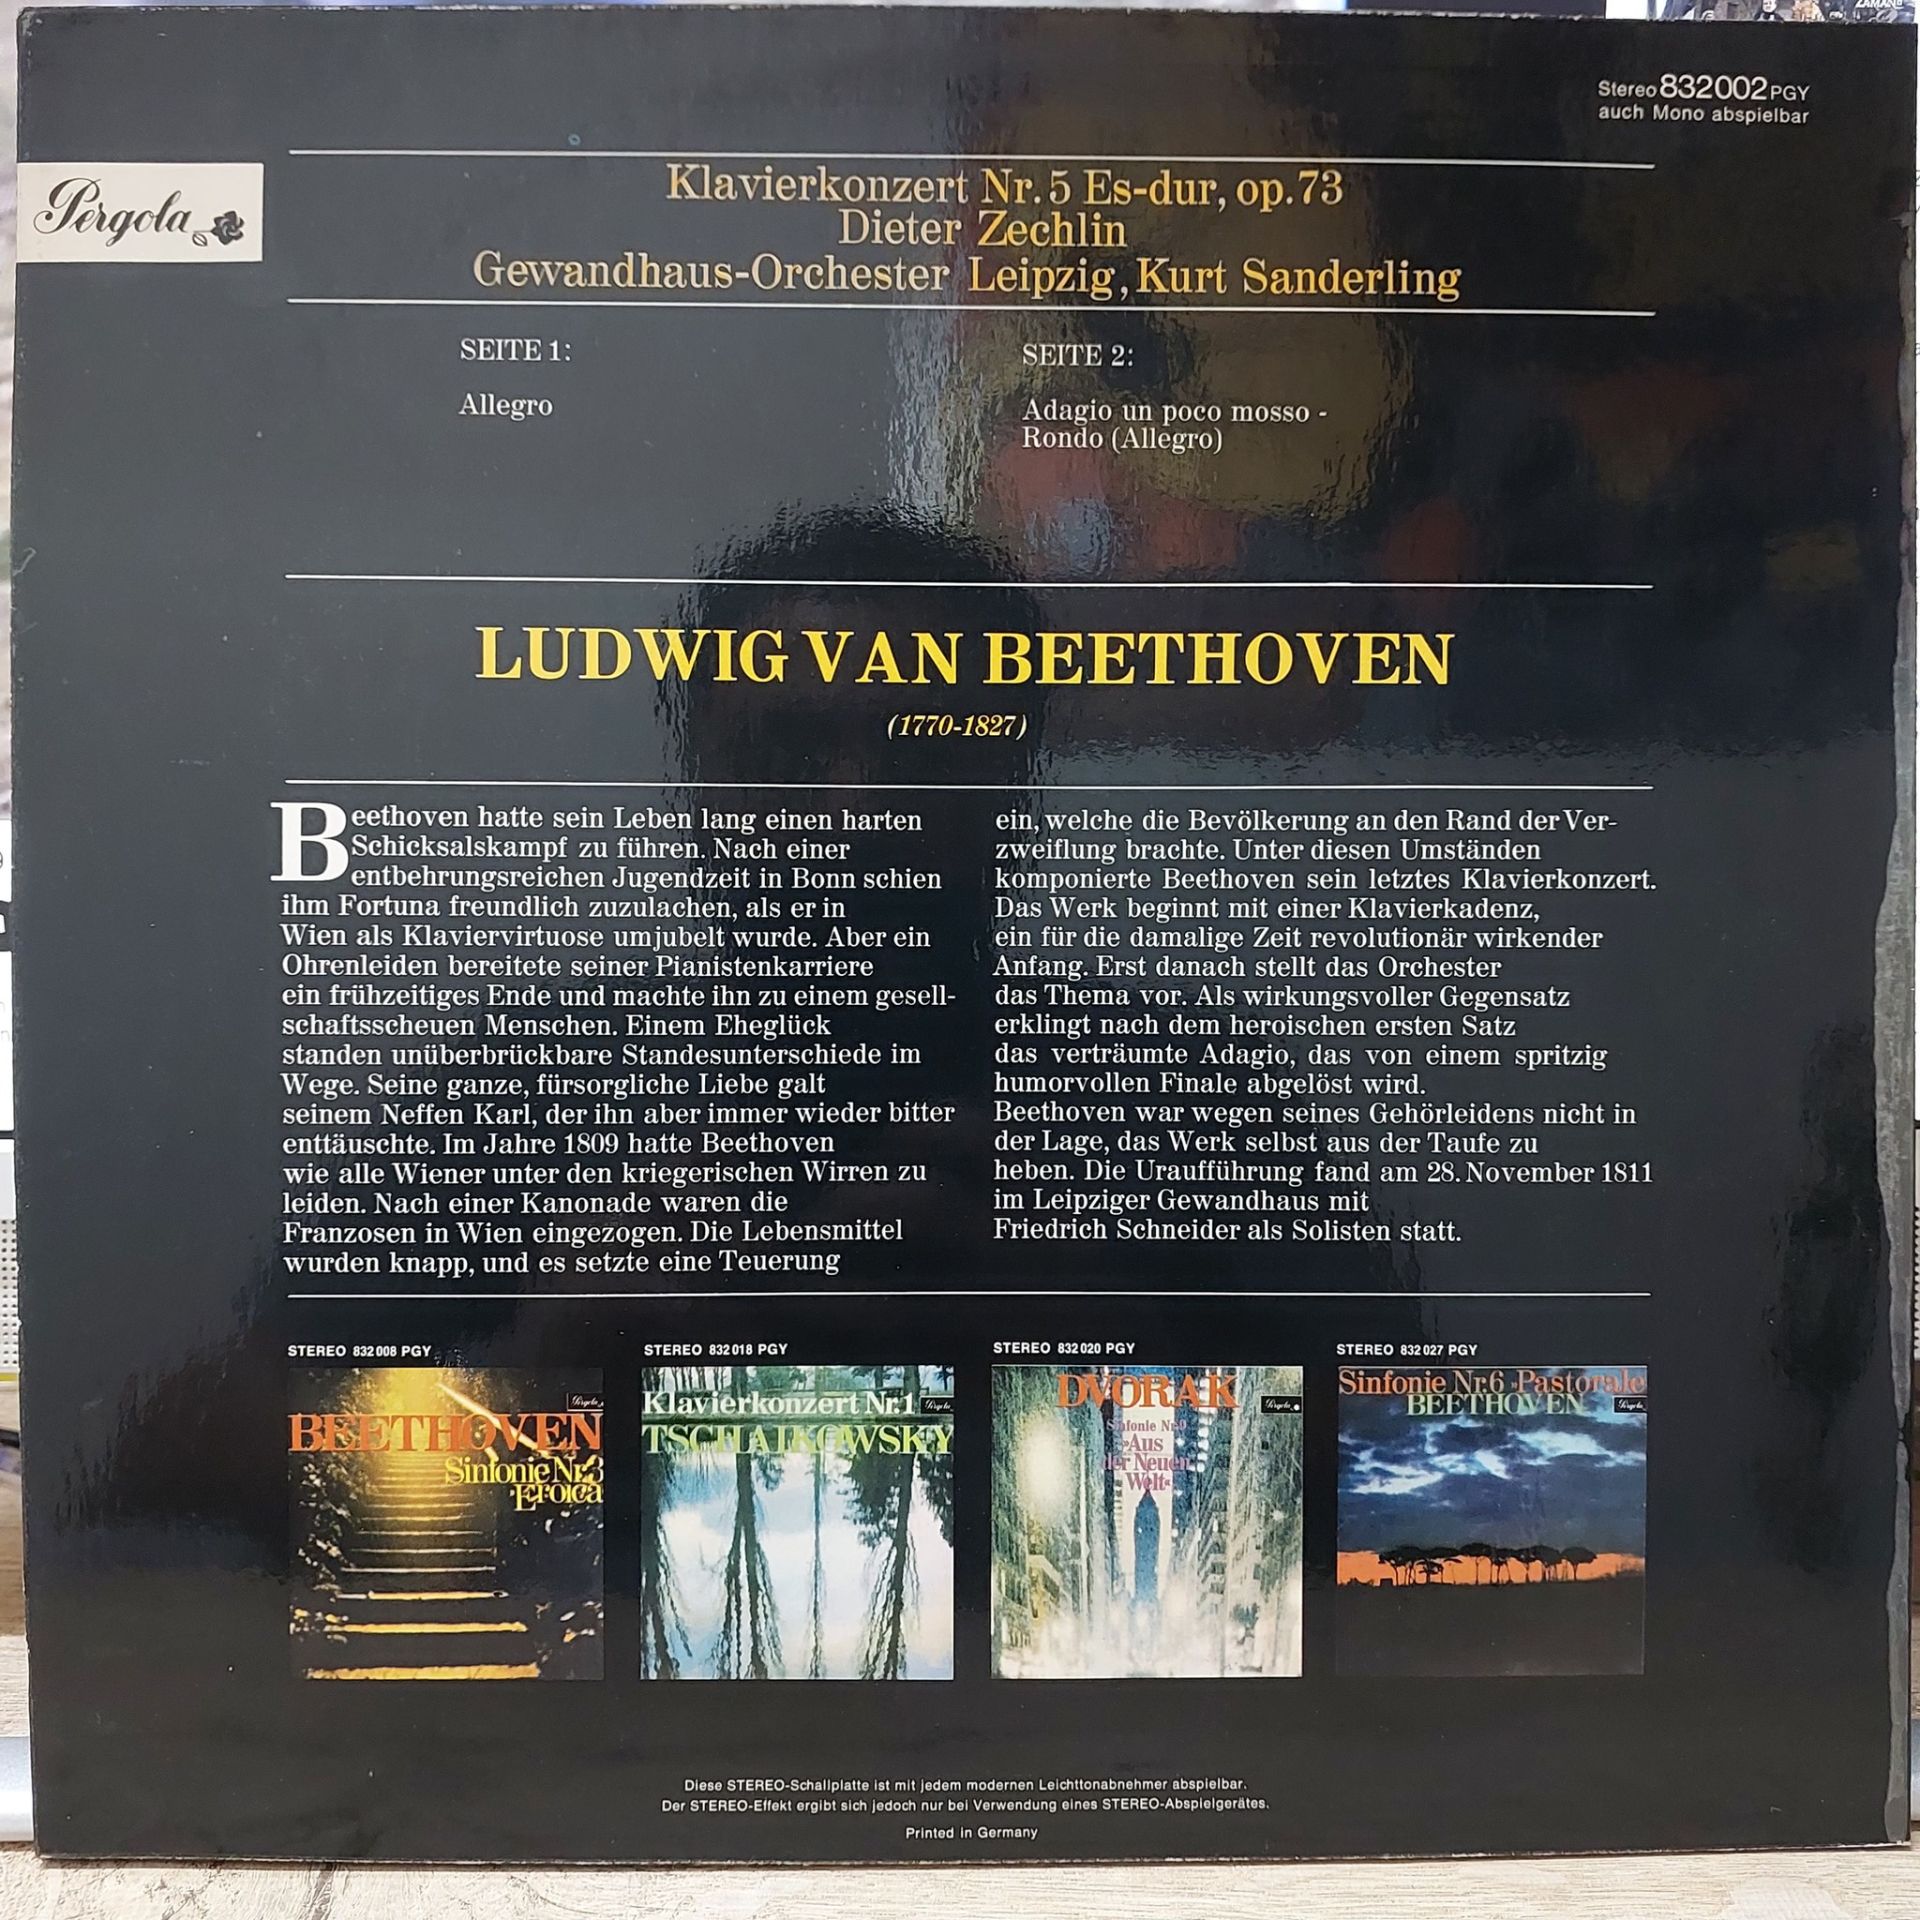 ZAMAN
Stereo 832002 PGY
auch Mono abspielbar
Pergola
Klavierkonzert Nr. 5 Es-dur, op. 73
Dieter Zechlin
Gewandhaus-Orchester Leipzig, Kurt Sanderling
SEITE 1:
Allegro
SEITE 2:
Adagio un poco mosso -
Rondo (Allegro)
LUDWIG VAN BEETHOVEN
(1770-1827)
Beethoven hatte sein Leben lang einen harten
Schicksalskampf zu führen. Nach einer
entbehrungsreichen Jugendzeit in Bonn schien
ihm Fortuna freundlich zuzulachen, als er in
Wien als Klaviervirtuose umjubelt wurde. Aber ein
Ohrenleiden bereitete seiner Pianistenkarriere
ein frühzeitiges Ende und machte ihn zu einem gesell-
schaftsscheuen Menschen. Einem Eheglück
standen unüberbrückbare Standesunterschiede im
Wege. Seine ganze, fürsorgliche Liebe galt
seinem Neffen Karl, der ihn aber immer wieder bitter
enttäuschte. Im Jahre 1809 hatte Beethoven
wie alle Wiener unter den kriegerischen Wirren zu
leiden. Nach einer Kanonade waren die
Franzosen in Wien eingezogen. Die Lebensmittel
wurden knapp, und es setzte eine Teuerung
ein, welche die Bevölkerung an den Rand der Ver-
zweiflung brachte. Unter diesen Umständen
komponierte Beethoven sein letztes Klavierkonzert.
Das Werk beginnt mit einer Klavierkadenz,
ein für die damalige Zeit revolutionär wirkender
Anfang. Erst danach stellt das Orchester
das Thema vor. Als wirkungsvoller Gegensatz
erklingt nach dem heroischen ersten Satz
das verträumte Adagio, das von einem spritzig
humorvollen Finale abgelöst wird.
Beethoven war wegen seines Gehörleidens nicht in
der Lage, das Werk selbst aus der Taufe zu
heben. Die Uraufführung fand am 28. November 1811
im Leipziger Gewandhaus mit
Friedrich Schneider als Solisten statt.
STEREO 832 008 PGY
Pergola
BEETHOVEN
Sinfonie Nr.3
›Eroica
STEREO 832 018 PGY
Klavierkonzert Nr.1
Pergola
TSCHAIKOWSKY
STEREO 832 020 PGY
DVORAK
Pergola
Sinfonie Nr.9
»Aus
der Neuen
Welt«
STEREO 832 027 PGY
Sinfonie Nr.6 ›Pastorale
BEETHOVEN
Pergola
Diese STEREO-Schallplatte ist mit jedem modernen Leichttonabnehmer abspielbar.
Der STEREO-Effekt ergibt sich jedoch nur bei Verwendung eines STEREO-Abspielgerätes.
Printed in Germany